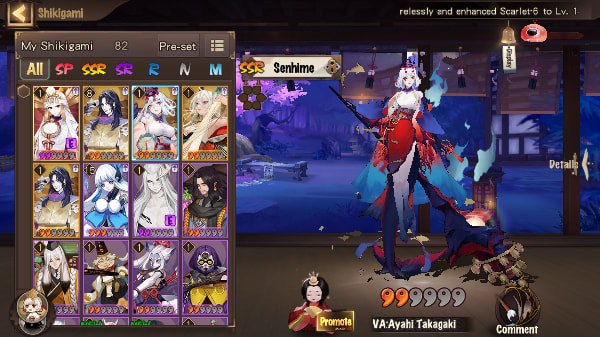 Shikigami
relessly and enhanced Scarlet·6 to Lv. 1
My Shikigami 82 Pre-set
All SP SSR SR R N M
SSR Senhime
Display
Details
Promote
VA:Ayahi Takagaki
Comment